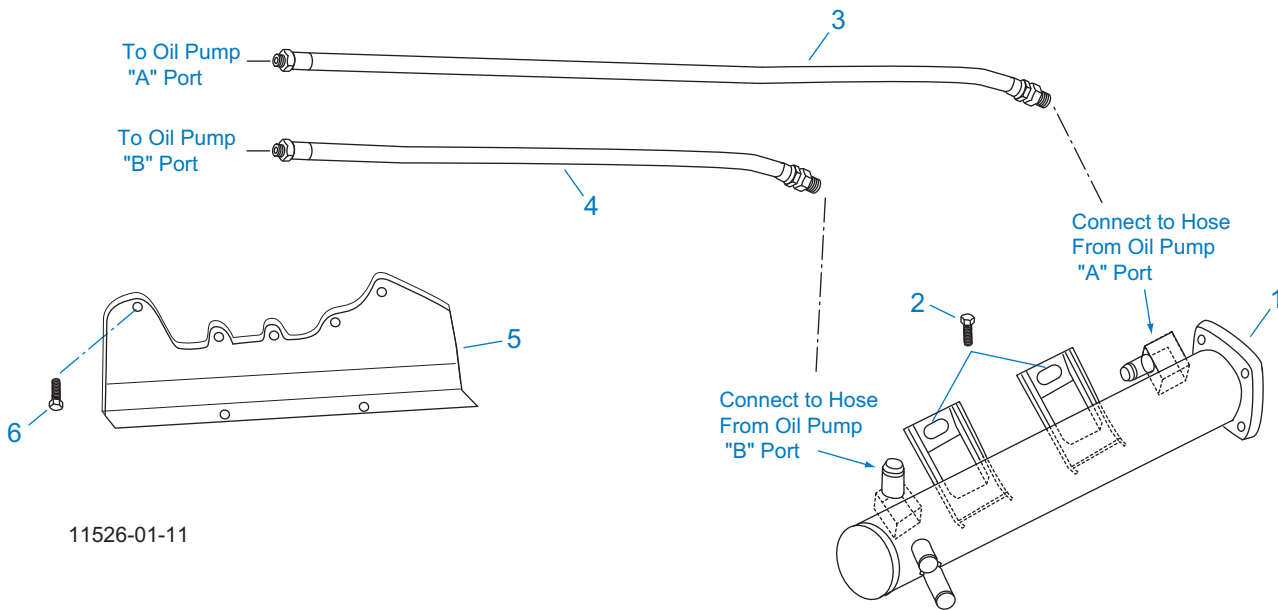 3
To Oil Pump
"A" Port
To Oil Pump
"B" Port
4
Connect to Hose
From Oil Pump
"A" Port
2
1
5
Connect to Hose
From Oil Pump
"B" Port
6
11526-01-11